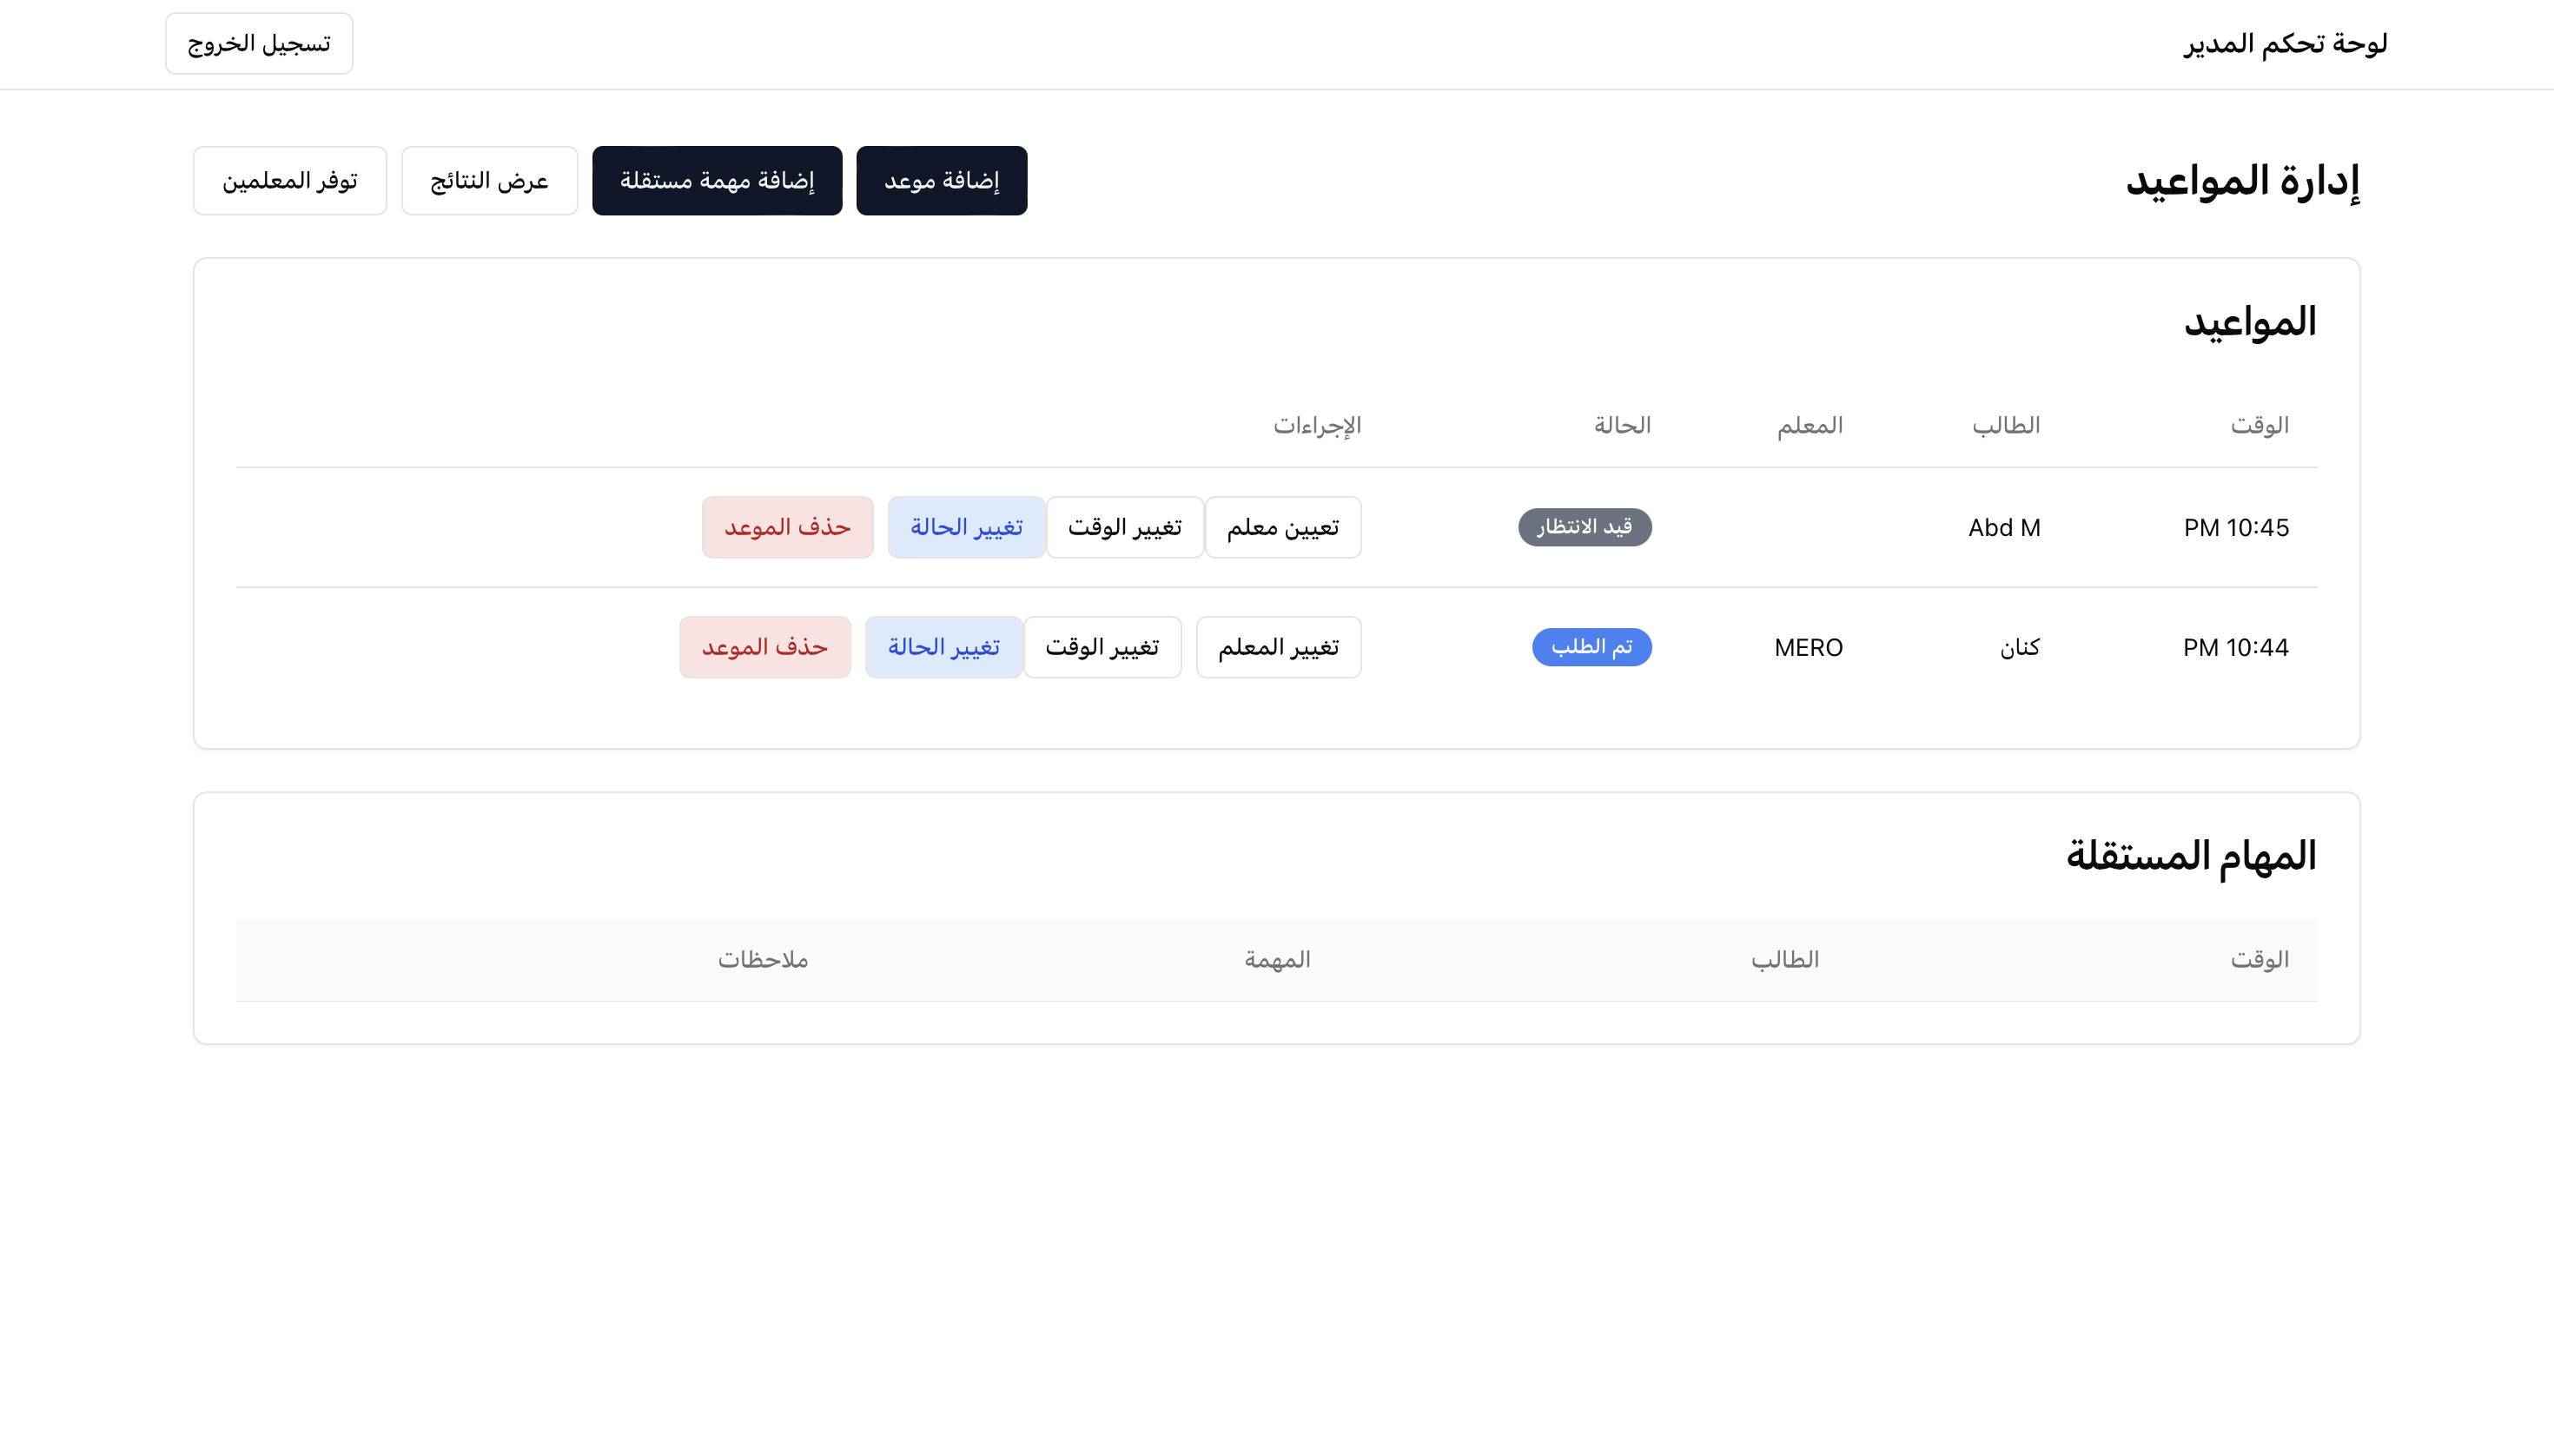 لوحة تحكم المدير تسجيل الخروج
إدارة المواعيد إضافة موعد إضافة مهمة مستقلة عرض النتائج توفر المعلمين
المواعيد
الوقت الطالب المعلم الحالة الإجراءات
PM 10:45 Abd M قيد الانتظار تعيين معلم تغيير الوقت تغيير الحالة حذف الموعد
PM 10:44 كنان MERO تم الطلب تغيير المعلم تغيير الوقت تغيير الحالة حذف الموعد
المهام المستقلة
الوقت الطالب المهمة ملاحظات